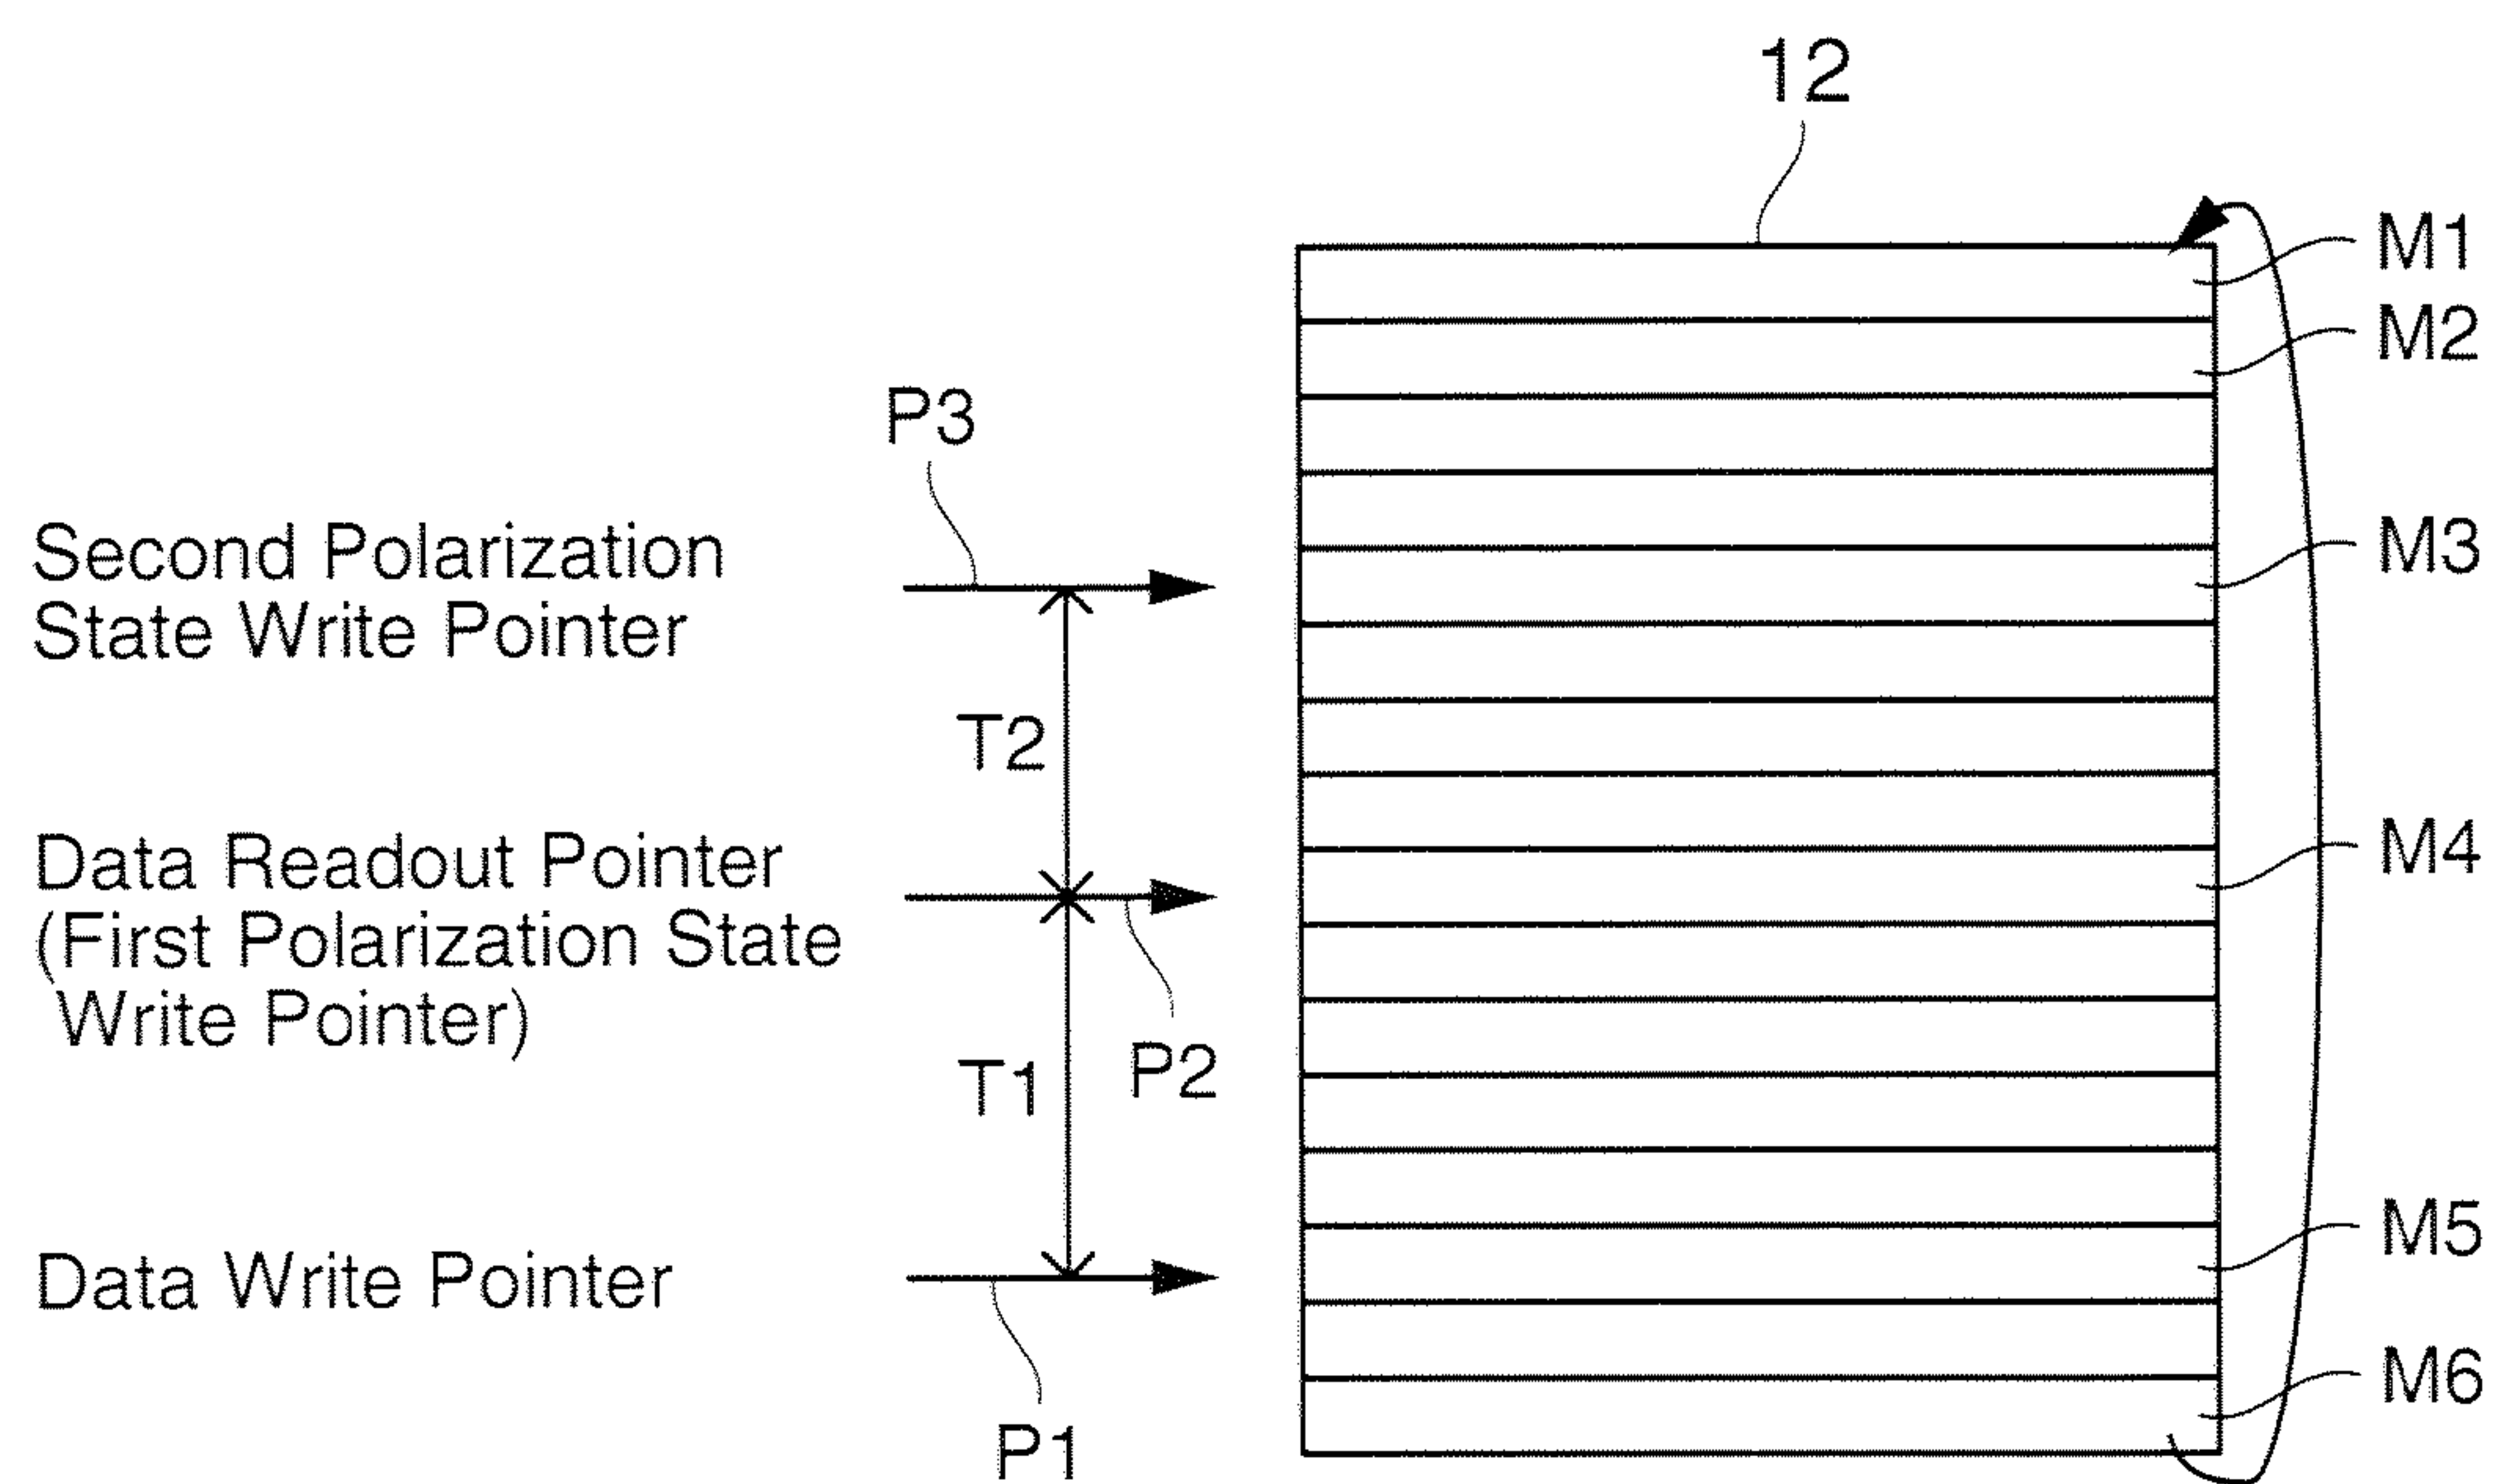 12
M1
M2
P3
Second Polarization
State Write Pointer
M3
T2
Data Readout Pointer
(First Polarization State
Write Pointer)
M4
T1
P2
Data Write Pointer
M5
P1
M6